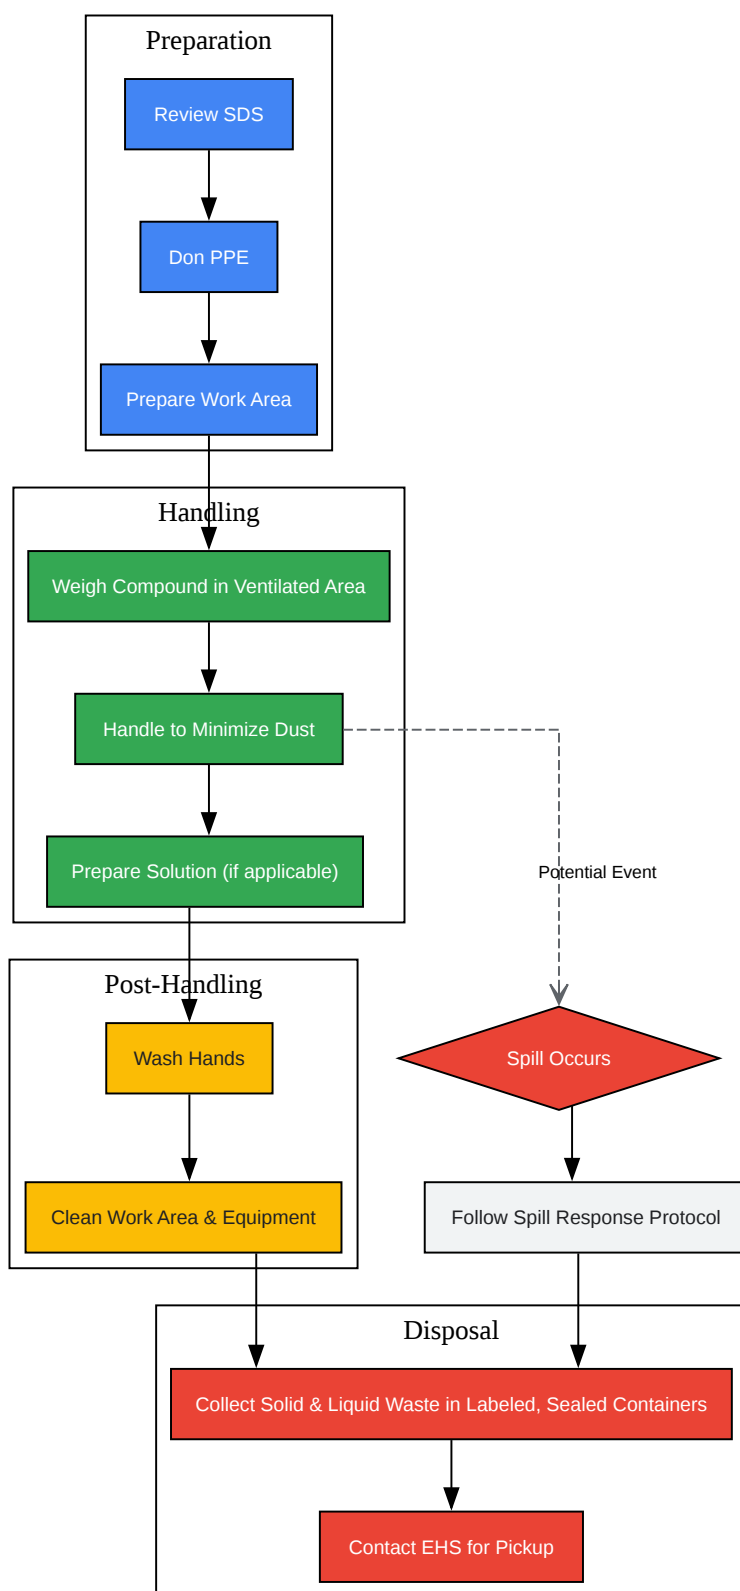 Preparation
Review SDS
Don PPE
Prepare Work Area
Handling
Weigh Compound in Ventilated Area
Handle to Minimize Dust
Prepare Solution (if applicable)
Potential Event
Post-Handling
Wash Hands
Spill Occurs
Clean Work Area & Equipment
Follow Spill Response Protocol
Disposal
Collect Solid & Liquid Waste in Labeled, Sealed Containers
Contact EHS for Pickup